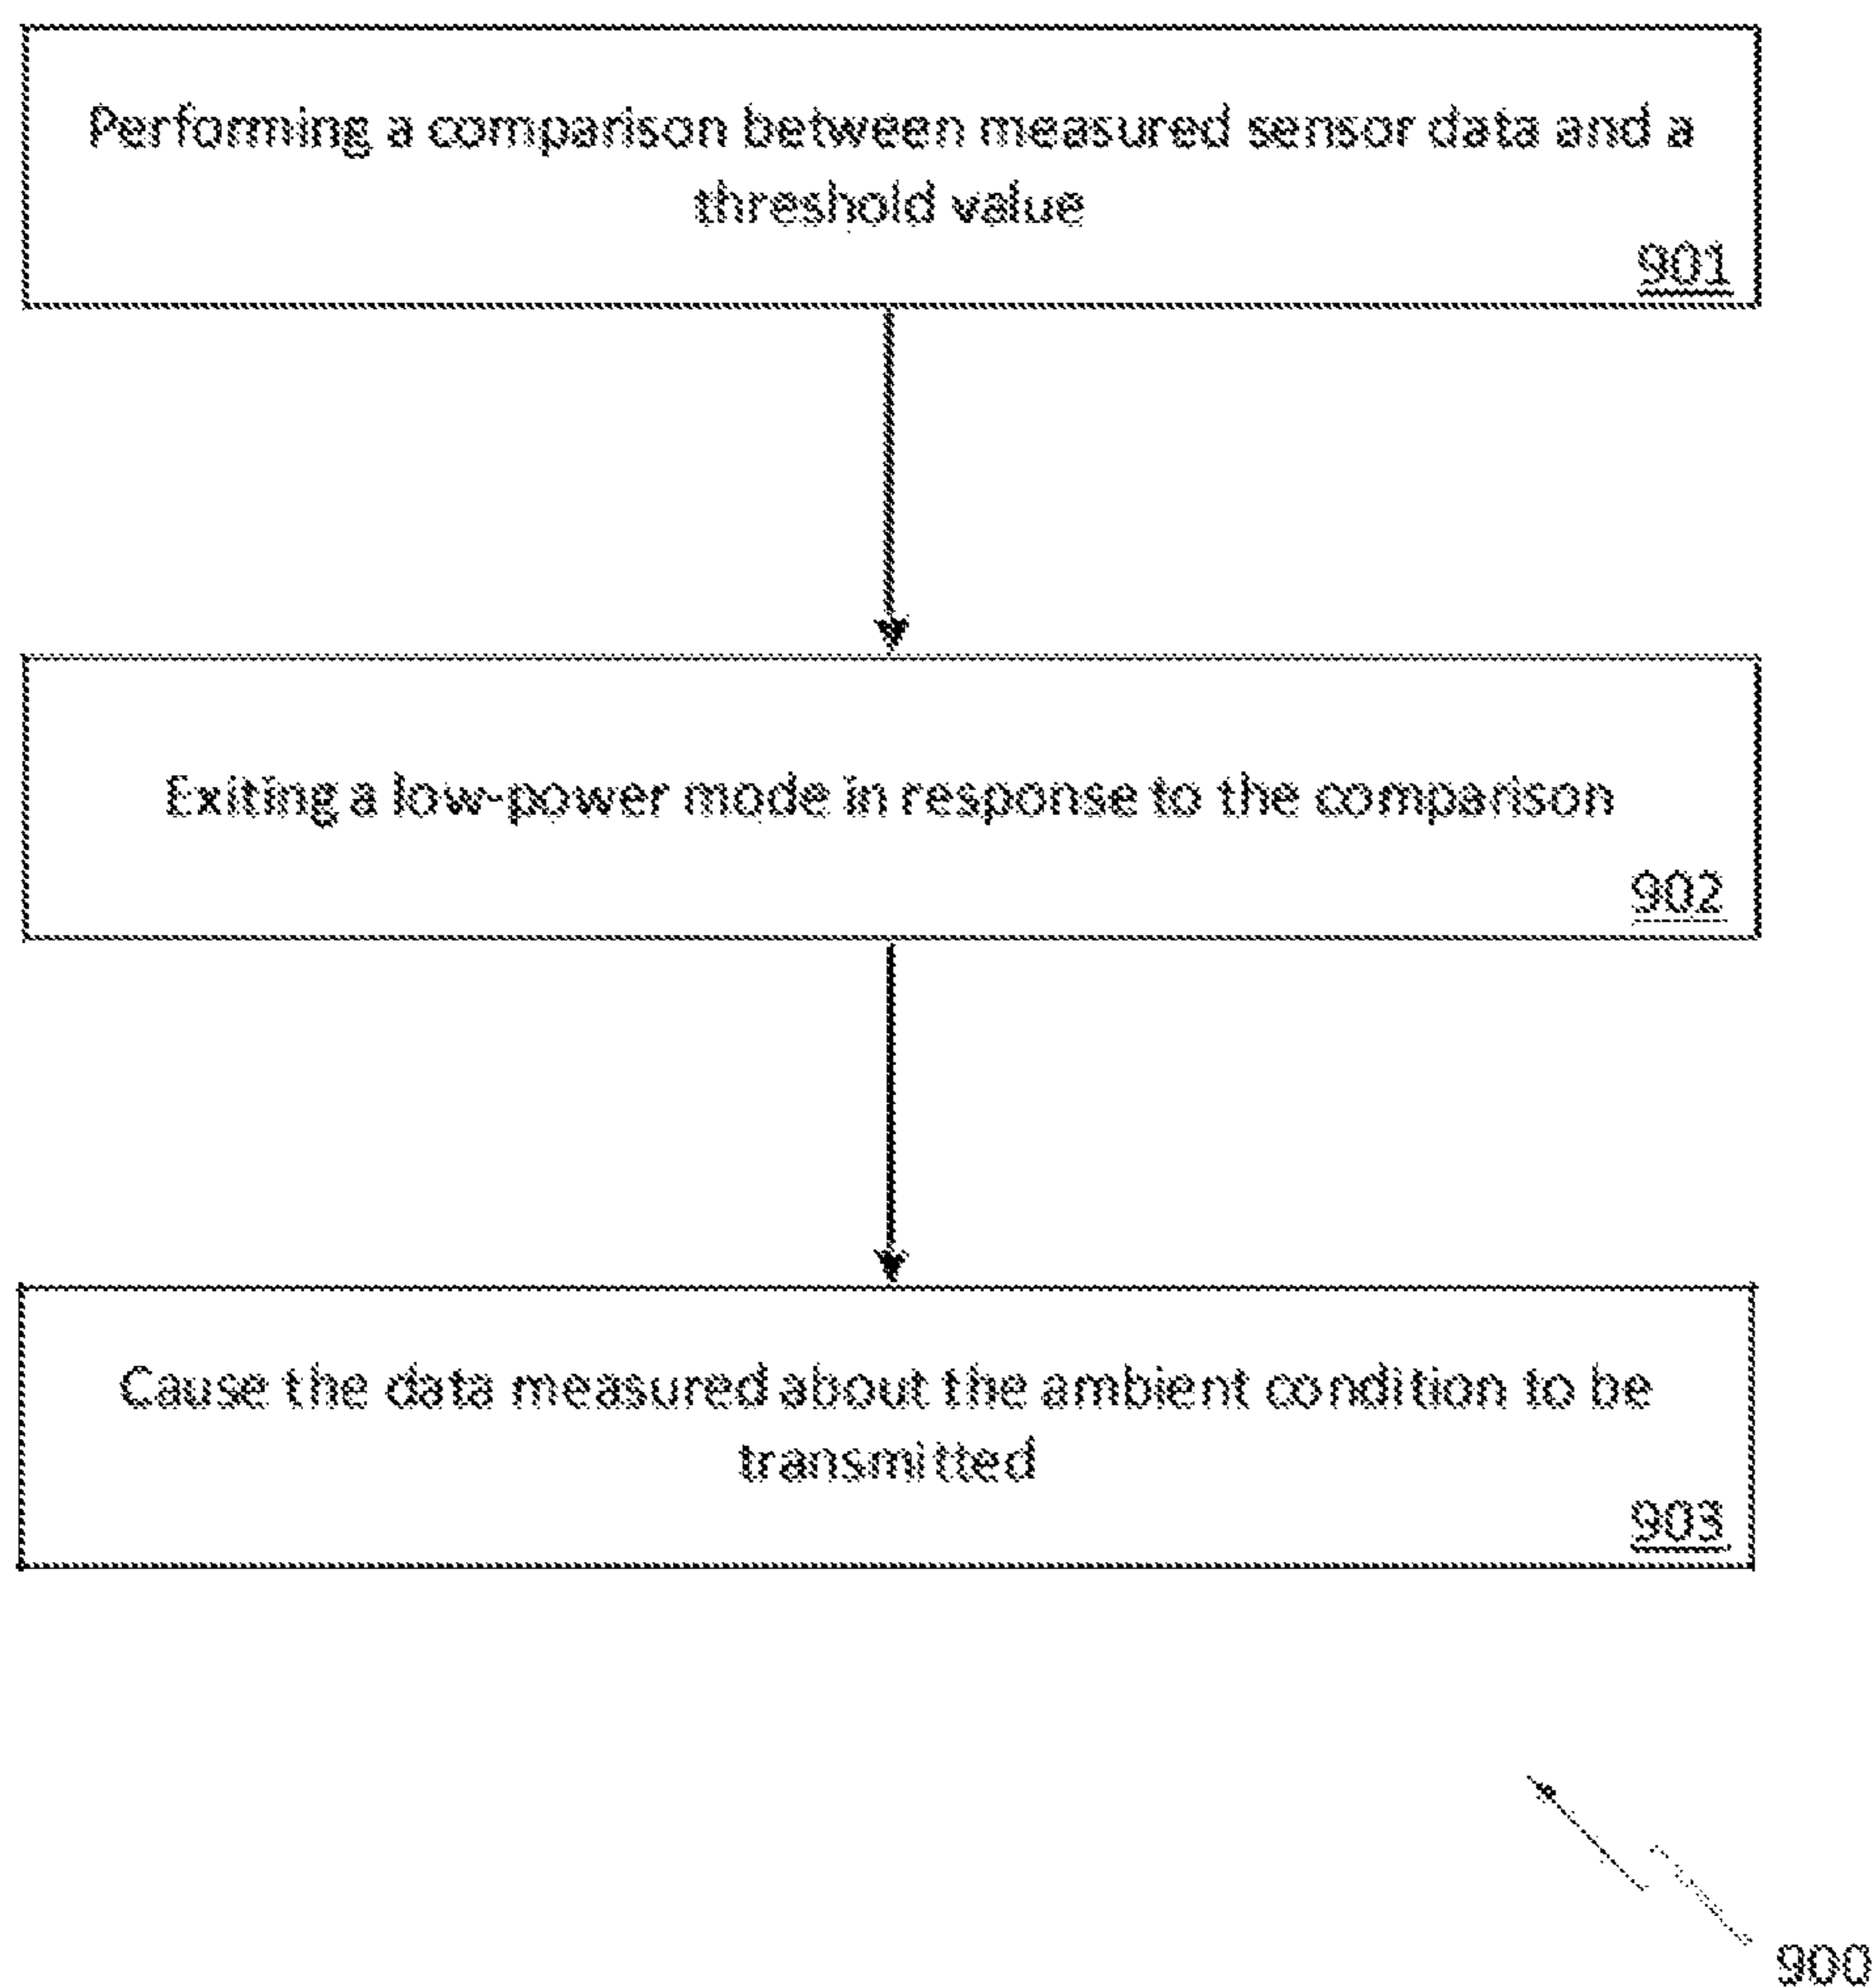 Performing a comparison between measured sensor data and a
threshold value
901
Exiting a low-power mode in response to the comparison
902
Cause the data measured about the ambient condition to be
transmitted
903
900